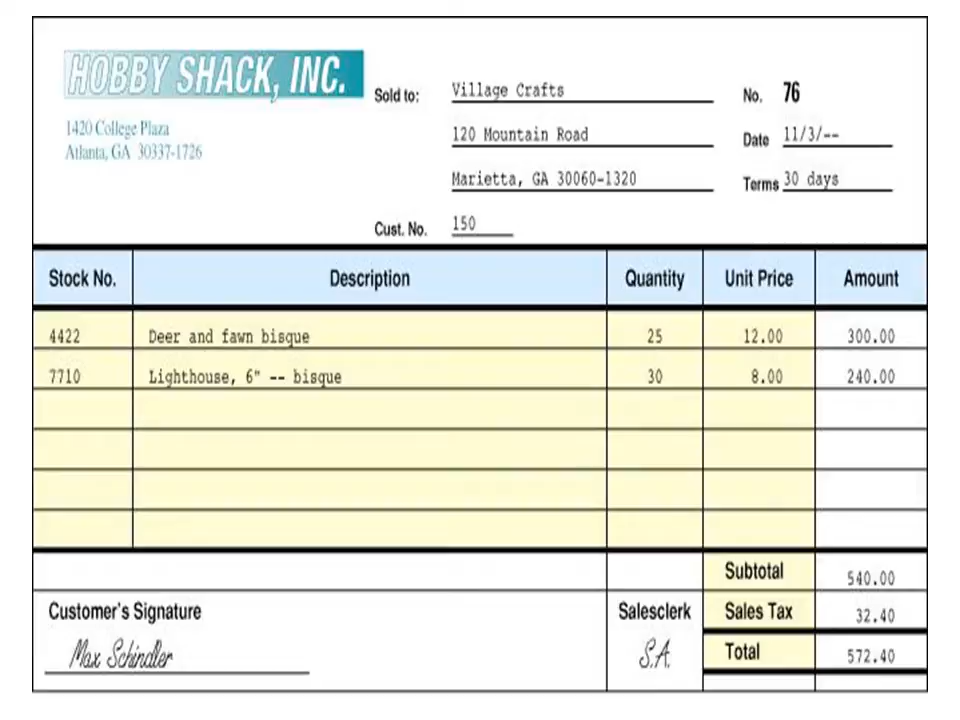 HOBBY SHACK, INC.
1420 College Plaza
Atlanta, GA 30337-1726
Sold to: Village Crafts
120 Mountain Road
Marietta, GA 30060-1320
Cust. No. 150
No. 76
Date 11/3/--
Terms 30 days
Stock No. Description Quantity Unit Price Amount
4422 Deer and fawn bisque 25 12.00 300.00
7710 Lighthouse, 6" -- bisque 30 8.00 240.00
Subtotal 540.00
Customer's Signature Salesclerk Sales Tax 32.40
Max Schindler S.A. Total 572.40